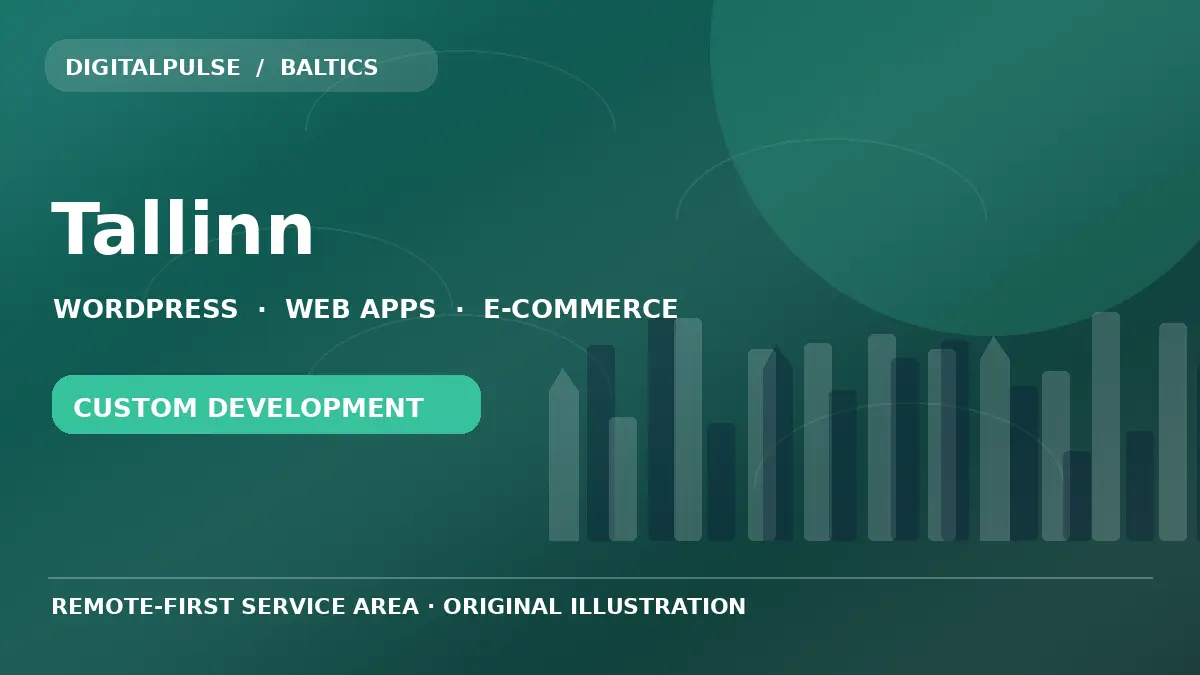 DIGITALPULSE / BALTICS
Tallinn
WORDPRESS · WEB APPS · E-COMMERCE
CUSTOM DEVELOPMENT
REMOTE-FIRST SERVICE AREA · ORIGINAL ILLUSTRATION